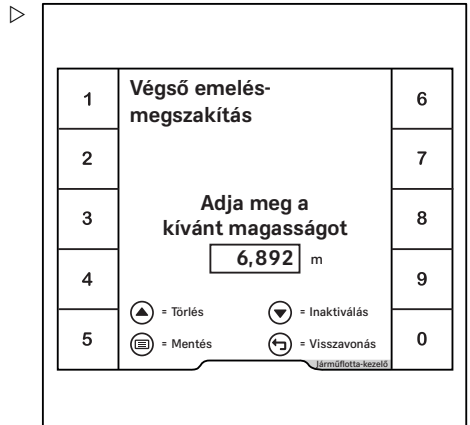 Végső emelés-
megszakítás
1
2
3
4
5
6
7
8
9
0
Adja meg a
kívánt magasságot
6,892 m
= Törlés
= Inaktiválás
= Mentés
= Visszavonás
Járműflotta-kezelő